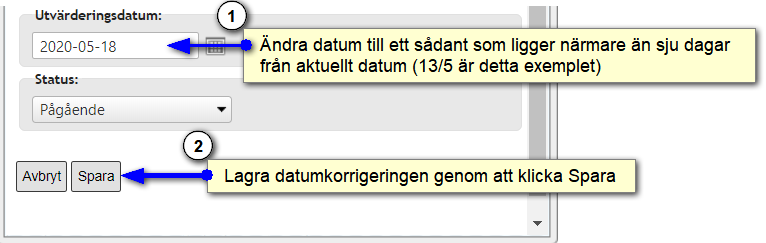 Utvärderingsdatum:
1
2020-05-18
Ändra datum till ett sådant som ligger närmare än sju dagar
från aktuellt datum (13/5 är detta exemplet)
Status:
Pågående
2
Avbryt
Spara
Lagra datumkorrigeringen genom att klicka Spara